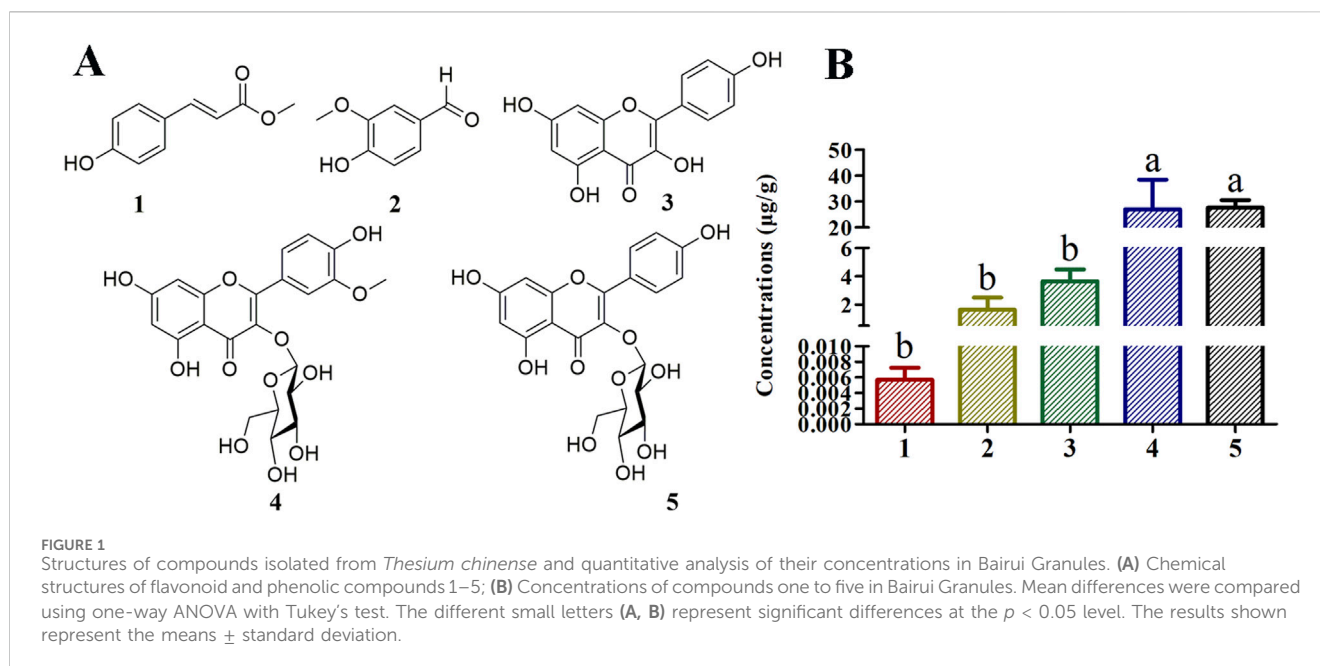 A
B
H
O
O
O
HO
1
O
O
HO
2
OH
HO
O
OH
OH
O
3
OH
HO
O
O
OH
O
O
O
OH
HO
HO
OH
OH
4
OH
HO
O
OH
O
O
O
OH
HO
HO
OH
OH
5
Concentrations (µg/g)
50
40
30
20
6
4
2
0.010
0.008
0.006
0.004
0.002
0.000
b
b
b
a
a
1 2 3 4 5
FIGURE 1
Structures of compounds isolated from Thesium chinense and quantitative analysis of their concentrations in Bairui Granules. (A) Chemical
structures of flavonoid and phenolic compounds 1–5; (B) Concentrations of compounds one to five in Bairui Granules. Mean differences were compared
using one-way ANOVA with Tukey's test. The different small letters (A, B) represent significant differences at the p < 0.05 level. The results shown
represent the means ± standard deviation.